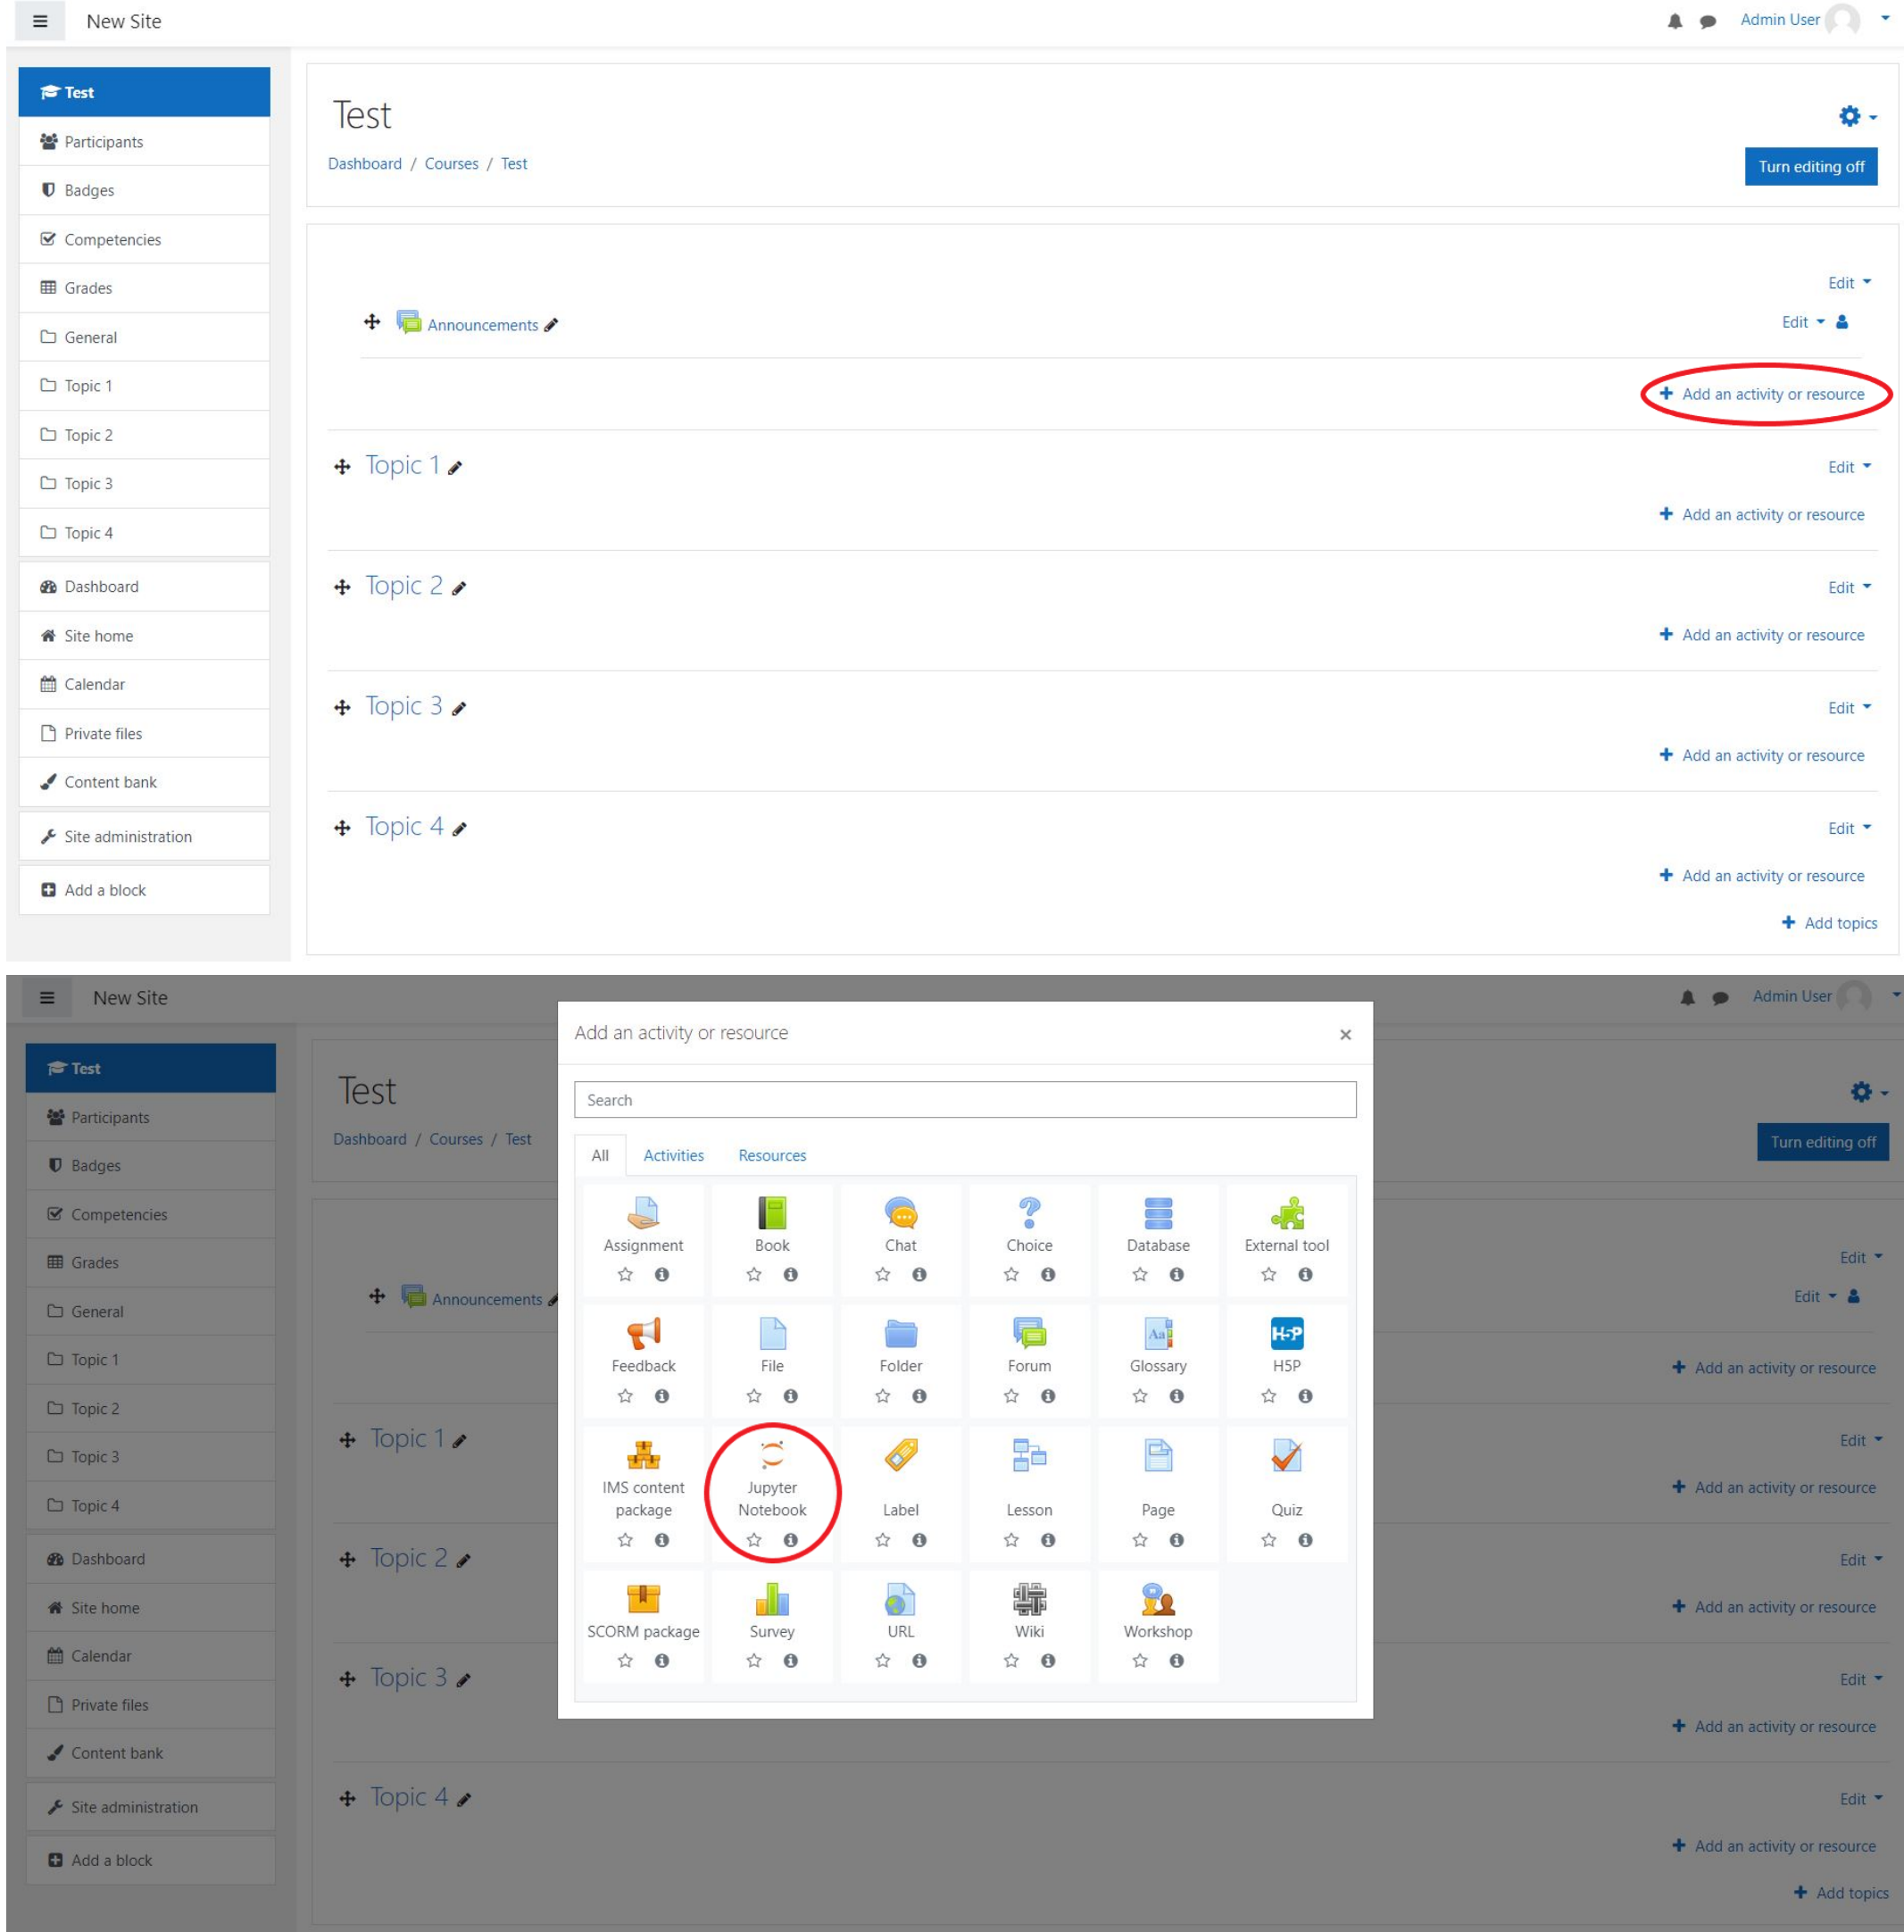 New Site
Admin User
Test
Participants
Badges
Competencies
Grades
General
Topic 1
Topic 2
Topic 3
Topic 4
Dashboard
Site home
Calendar
Private files
Content bank
Site administration
Add a block
Test
Dashboard / Courses / Test
Turn editing off
Edit
Announcements
Edit
Add an activity or resource
Topic 1
Edit
Add an activity or resource
Topic 2
Edit
Add an activity or resource
Topic 3
Edit
Add an activity or resource
Topic 4
Edit
Add an activity or resource
Add topics
New Site
Admin User
Test
Participants
Badges
Competencies
Grades
General
Topic 1
Topic 2
Topic 3
Topic 4
Dashboard
Site home
Calendar
Private files
Content bank
Site administration
Add a block
Test
Dashboard / Courses / Test
Turn editing off
Edit
Announcements
Edit
Add an activity or resource
Topic 1
Edit
Add an activity or resource
Topic 2
Edit
Add an activity or resource
Topic 3
Edit
Add an activity or resource
Topic 4
Edit
Add an activity or resource
Add topics
Add an activity or resource
Search
All Activities Resources
Assignment
Book
Chat
Choice
Database
External tool
Feedback
File
Folder
Forum
Aa
Glossary
H5P
H5P
IMS content
package
Jupyter
Notebook
Label
Lesson
Page
Quiz
SCORM package
Survey
URL
Wiki
Workshop